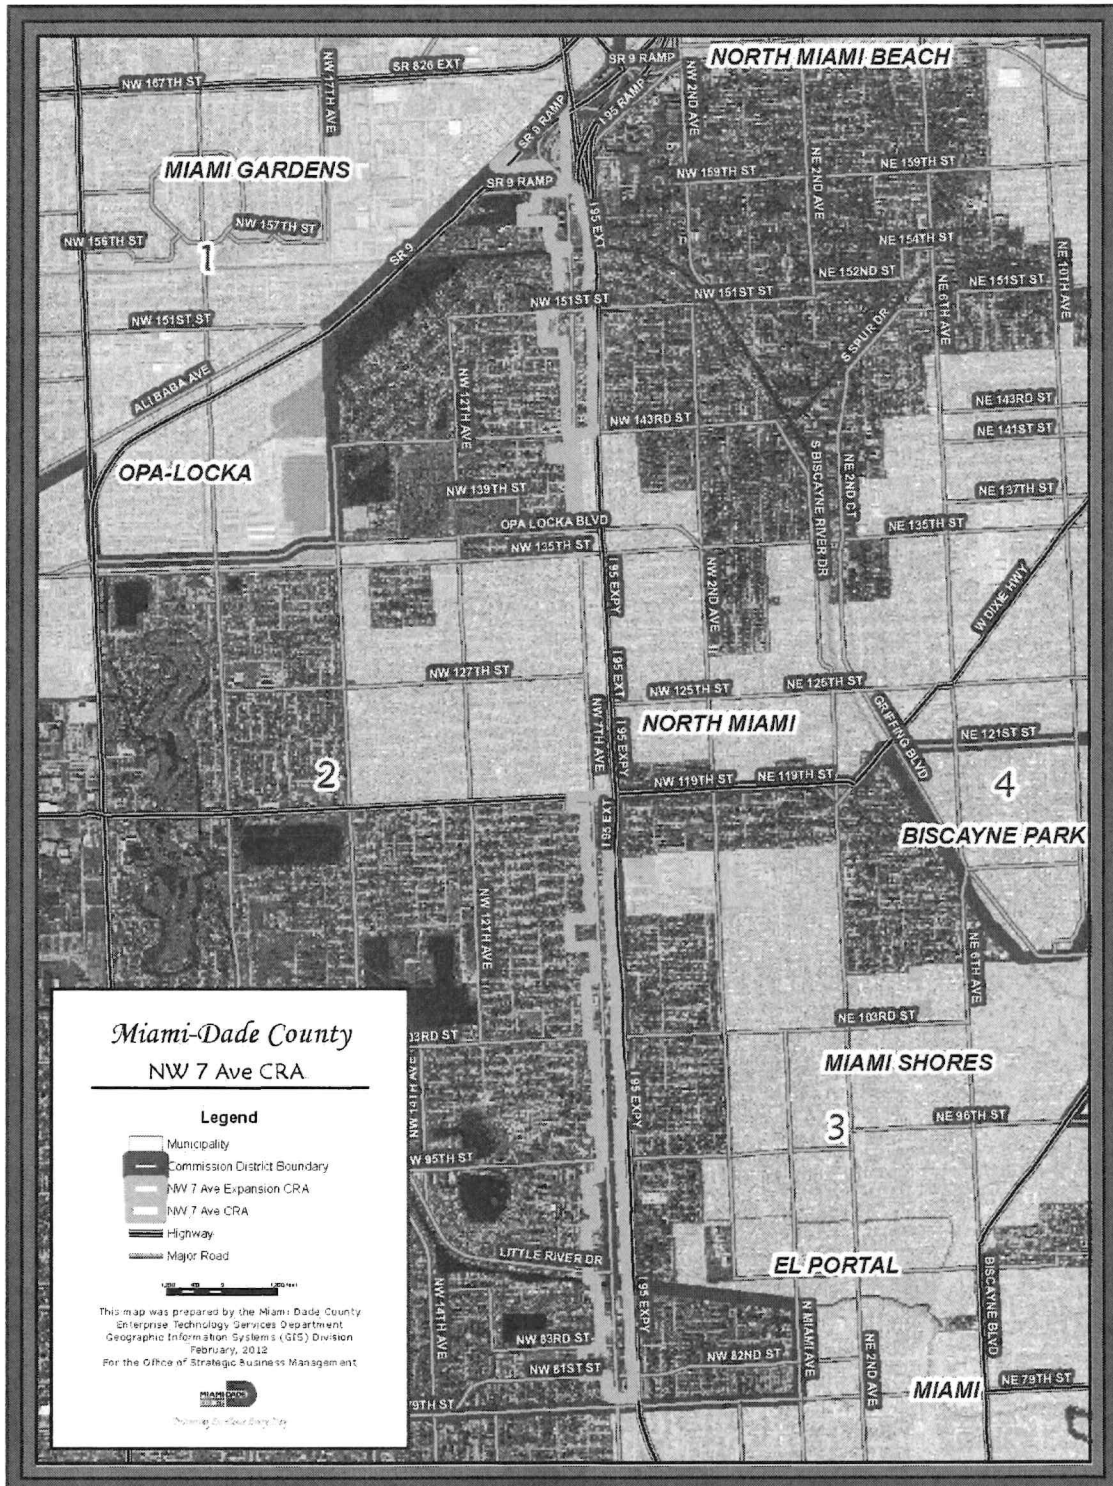 NORTH MIAMI BEACH
SR 9 RAMP
SR 826 EXT
NW 167TH ST
NW 17TH AVE
NW 2ND AVE
I 95 RAMP
SR 9 RAMP
MIAMI GARDENS
SR 9 RAMP
NE 2ND AVE
NE 159TH ST
NW 159TH ST
I 95 EXT
NW 157TH ST
NW 156TH ST
1
SR 9
NE 154TH ST
NE 10TH AVE
NE 152ND ST
NE 151ST ST
NW 151ST ST
NW 151ST ST
NE 6TH AVE
NW 151ST ST
S SPUR DR
ALI BABA AVE
NW 12TH AVE
NE 143RD ST
NW 143RD ST
NE 141ST ST
OPA-LOCKA
S BISCAYNE RIVER DR
NE 2ND CT
NW 139TH ST
NE 137TH ST
OPA LOCKA BLVD
NE 135TH ST
NW 135TH ST
I 95 EXPY
NW 2ND AVE
W DIXIE HWY
I 95 EXT
NW 127TH ST
NE 125TH ST
NW 125TH ST
NW 7TH AVE
I 95 EXPY
NORTH MIAMI
GRIFFING BLVD
NE 121ST ST
2
NW 119TH ST
NE 119TH ST
4
I 95 EXT
BISCAYNE PARK
NW 12TH AVE
NE 6TH AVE
NE 103RD ST
03RD ST
MIAMI SHORES
NW 14TH AVE
I 95 EXPY
NE 96TH ST
3
W 95TH ST
LITTLE RIVER DR
EL PORTAL
NW 14TH AVE
I 95 EXPY
N MIAMI AVE
BISCAYNE BLVD
NW 83RD ST
NW 82ND ST
NW 81ST ST
NE 2ND AVE
MIAMI
NE 79TH ST
79TH ST
Miami-Dade County
NW 7 Ave CRA
Legend
Municipality
Commission District Boundary
NW 7 Ave Expansion CRA
NW 7 Ave CRA
Highway
Major Road
This map was prepared by the Miami Dade County
Enterprise Technology Services Department
Geographic Information Systems (GIS) Division
February, 2012
For the Office of Strategic Business Management
MIAMI-DADE